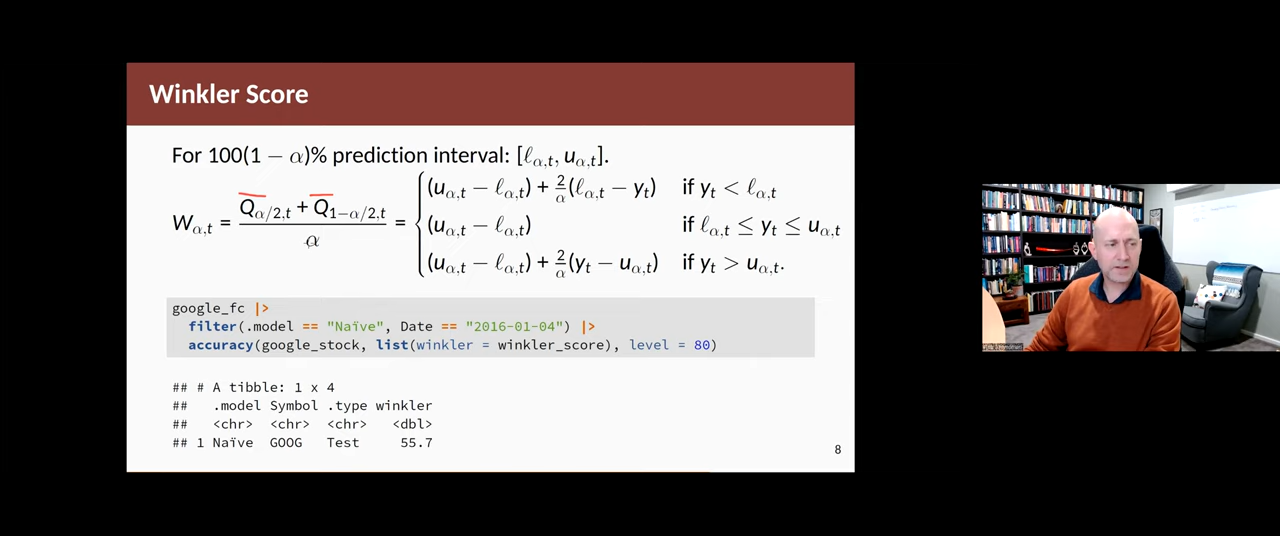 Winkler Score
For 100(1 − α)% prediction interval: [ℓα,t, uα,t].
Wα,t = (Qα/2,t + Q1−α/2,t) / α = { (uα,t − ℓα,t) + 2/α (ℓα,t − yt) if yt < ℓα,t
(uα,t − ℓα,t) if ℓα,t ≤ yt ≤ uα,t
(uα,t − ℓα,t) + 2/α (yt − uα,t) if yt > uα,t.
google_fc |>
filter(.model == "Naïve", Date == "2016-01-04") |>
accuracy(google_stock, list(winkler = winkler_score), level = 80)
## # A tibble: 1 x 4
##   .model Symbol .type winkler
##   <chr>  <chr>  <chr>   <dbl>
## 1 Naïve  GOOG   Test     55.7
8